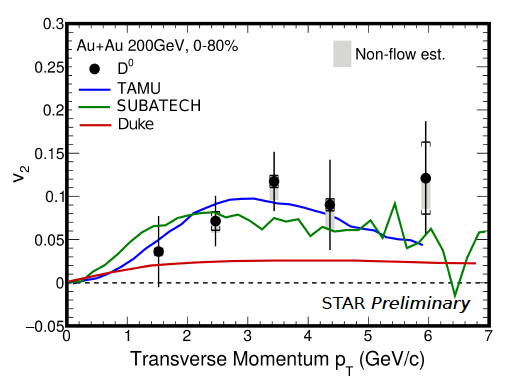 Au+Au 200GeV, 0-80%
D⁰
TAMU
SUBATECH
Duke
Non-flow est.
0.3
0.25
0.2
0.15
0.1
0.05
0
−0.05
v₂
STAR Preliminary
0 1 2 3 4 5 6 7
Transverse Momentum p_T (GeV/c)